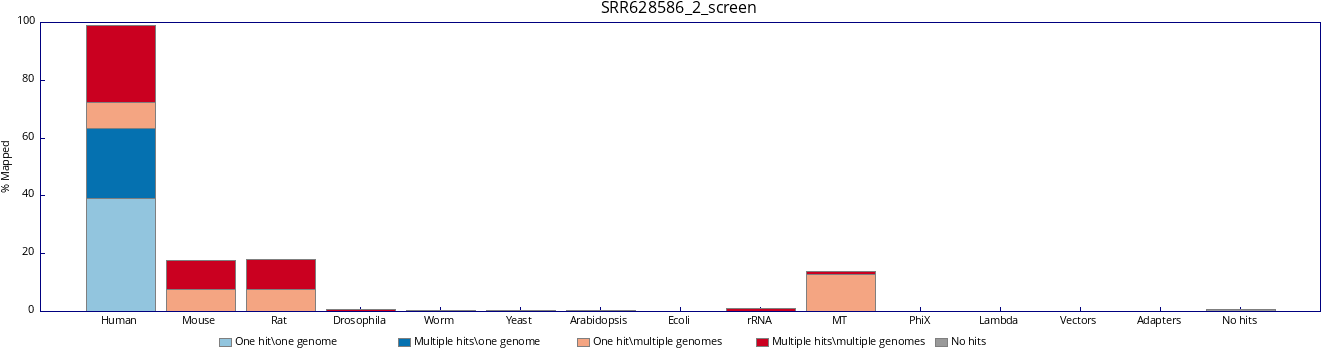 SRR628586_2_screen
% Mapped
100
80
60
40
20
0
Human Mouse Rat Drosophila Worm Yeast Arabidopsis Ecoli rRNA MT PhiX Lambda Vectors Adapters No hits
One hit\one genome Multiple hits\one genome One hit\multiple genomes Multiple hits\multiple genomes No hits